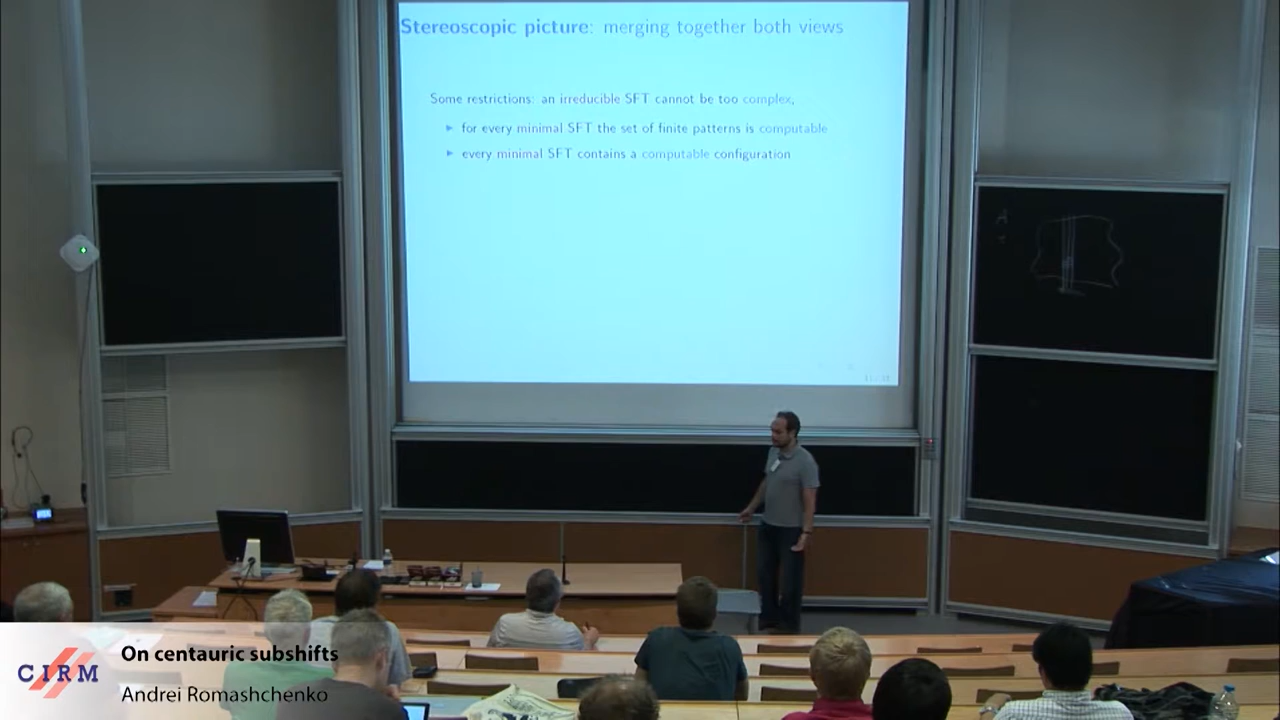 Stereoscopic picture: merging together both views
Some restrictions: an irreducible SFT cannot be too complex,
for every minimal SFT the set of finite patterns is computable
every minimal SFT contains a computable configuration
CIRM
On centauric subshifts
Andrei Romashchenko